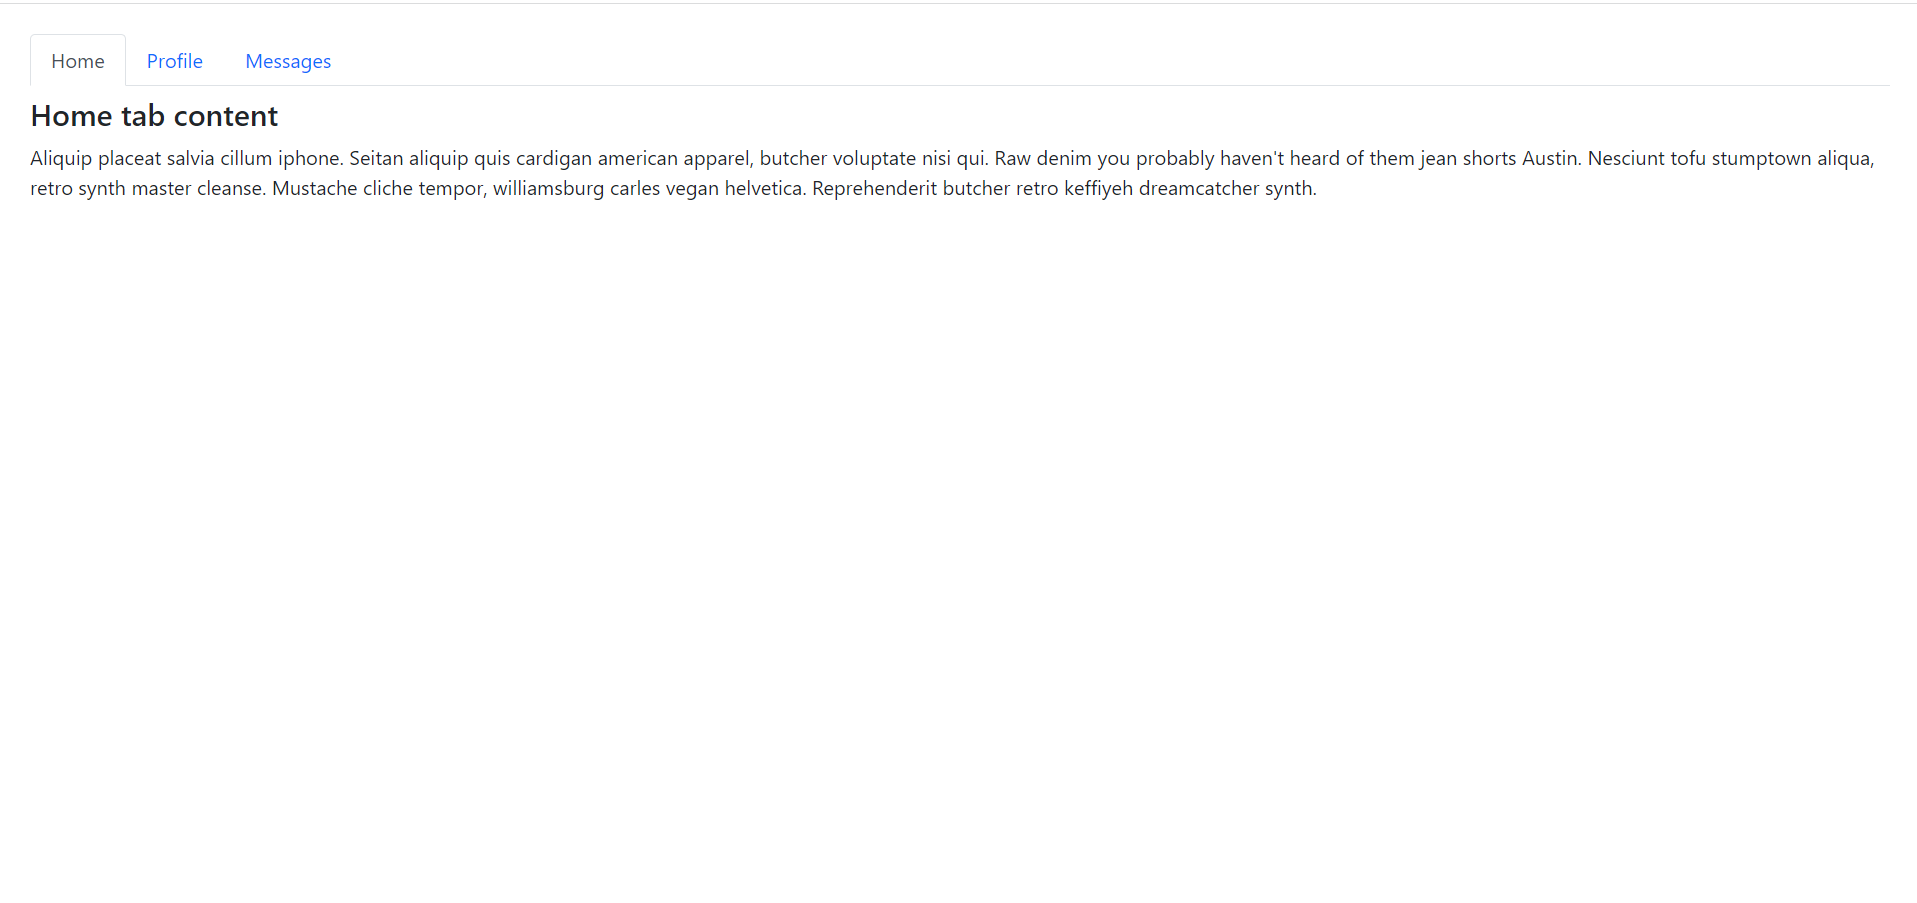 Home Profile Messages
Home tab content
Aliquip placeat salvia cillum iphone. Seitan aliquip quis cardigan american apparel, butcher voluptate nisi qui. Raw denim you probably haven't heard of them jean shorts Austin. Nesciunt tofu stumptown aliqua,
retro synth master cleanse. Mustache cliche tempor, williamsburg carles vegan helvetica. Reprehenderit butcher retro keffiyeh dreamcatcher synth.